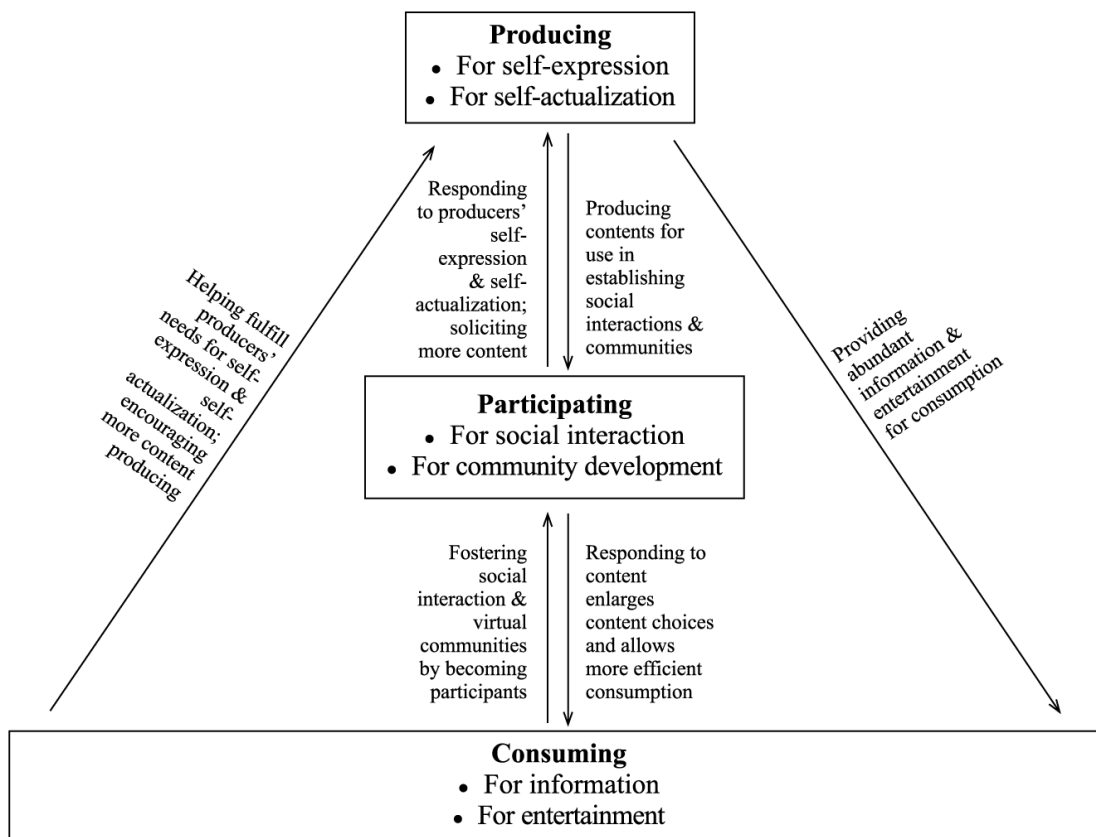 Producing
• For self-expression
• For self-actualization
Responding
to producers’
self-
expression
& self-
actualization;
soliciting
more content
Producing
contents for
use in
establishing
social
interactions &
communities
Helping fulfill
producers’
needs for self-
expression &
self-
actualization;
encouraging
more content
producing
Providing
abundant
information &
entertainment
for consumption
Participating
• For social interaction
• For community development
Fostering
social
interaction &
virtual
communities
by becoming
participants
Responding to
content
enlarges
content choices
and allows
more efficient
consumption
Consuming
• For information
• For entertainment